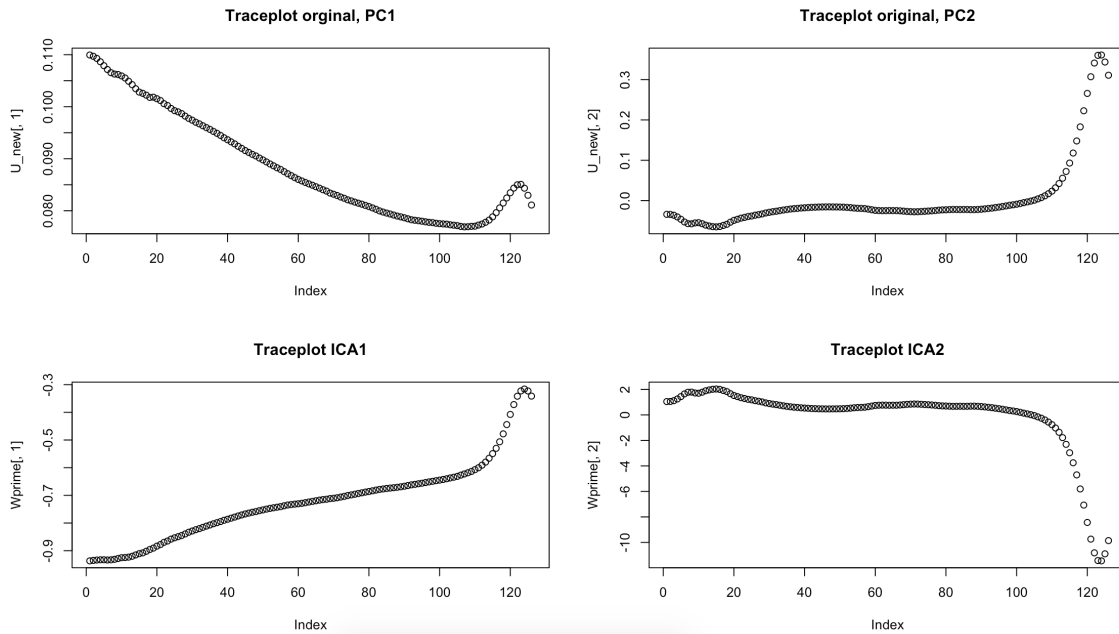 Traceplot orginal, PC1
U_new[, 1]
0.110
0.100
0.090
0.080
0 20 40 60 80 100 120
Index
Traceplot original, PC2
U_new[, 2]
0.3
0.2
0.1
0.0
0 20 40 60 80 100 120
Index
Traceplot ICA1
Wprime[, 1]
-0.3
-0.5
-0.7
-0.9
0 20 40 60 80 100 120
Index
Traceplot ICA2
Wprime[, 2]
2
0
-2
-4
-6
-10
0 20 40 60 80 100 120
Index